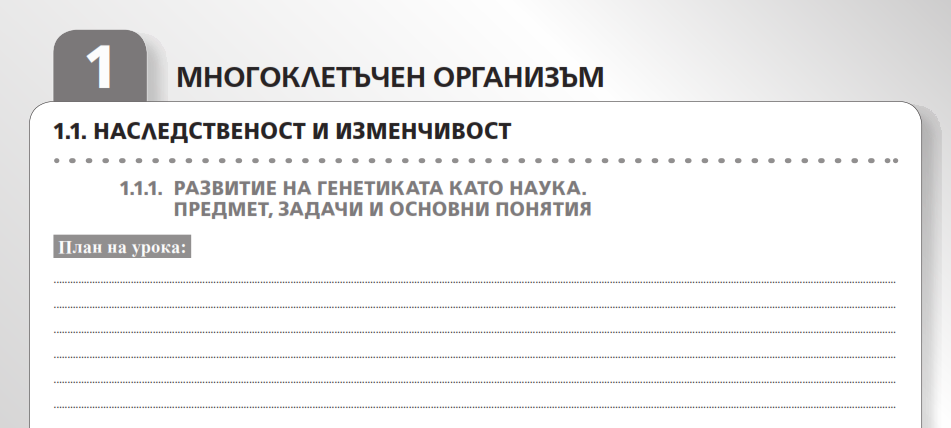 1
МНОГОКЛЕТЪЧЕН ОРГАНИЗЪМ
1.1. НАСЛЕДСТВЕНОСТ И ИЗМЕНЧИВОСТ
1.1.1. РАЗВИТИЕ НА ГЕНЕТИКАТА КАТО НАУКА.
ПРЕДМЕТ, ЗАДАЧИ И ОСНОВНИ ПОНЯТИЯ
План на урока: